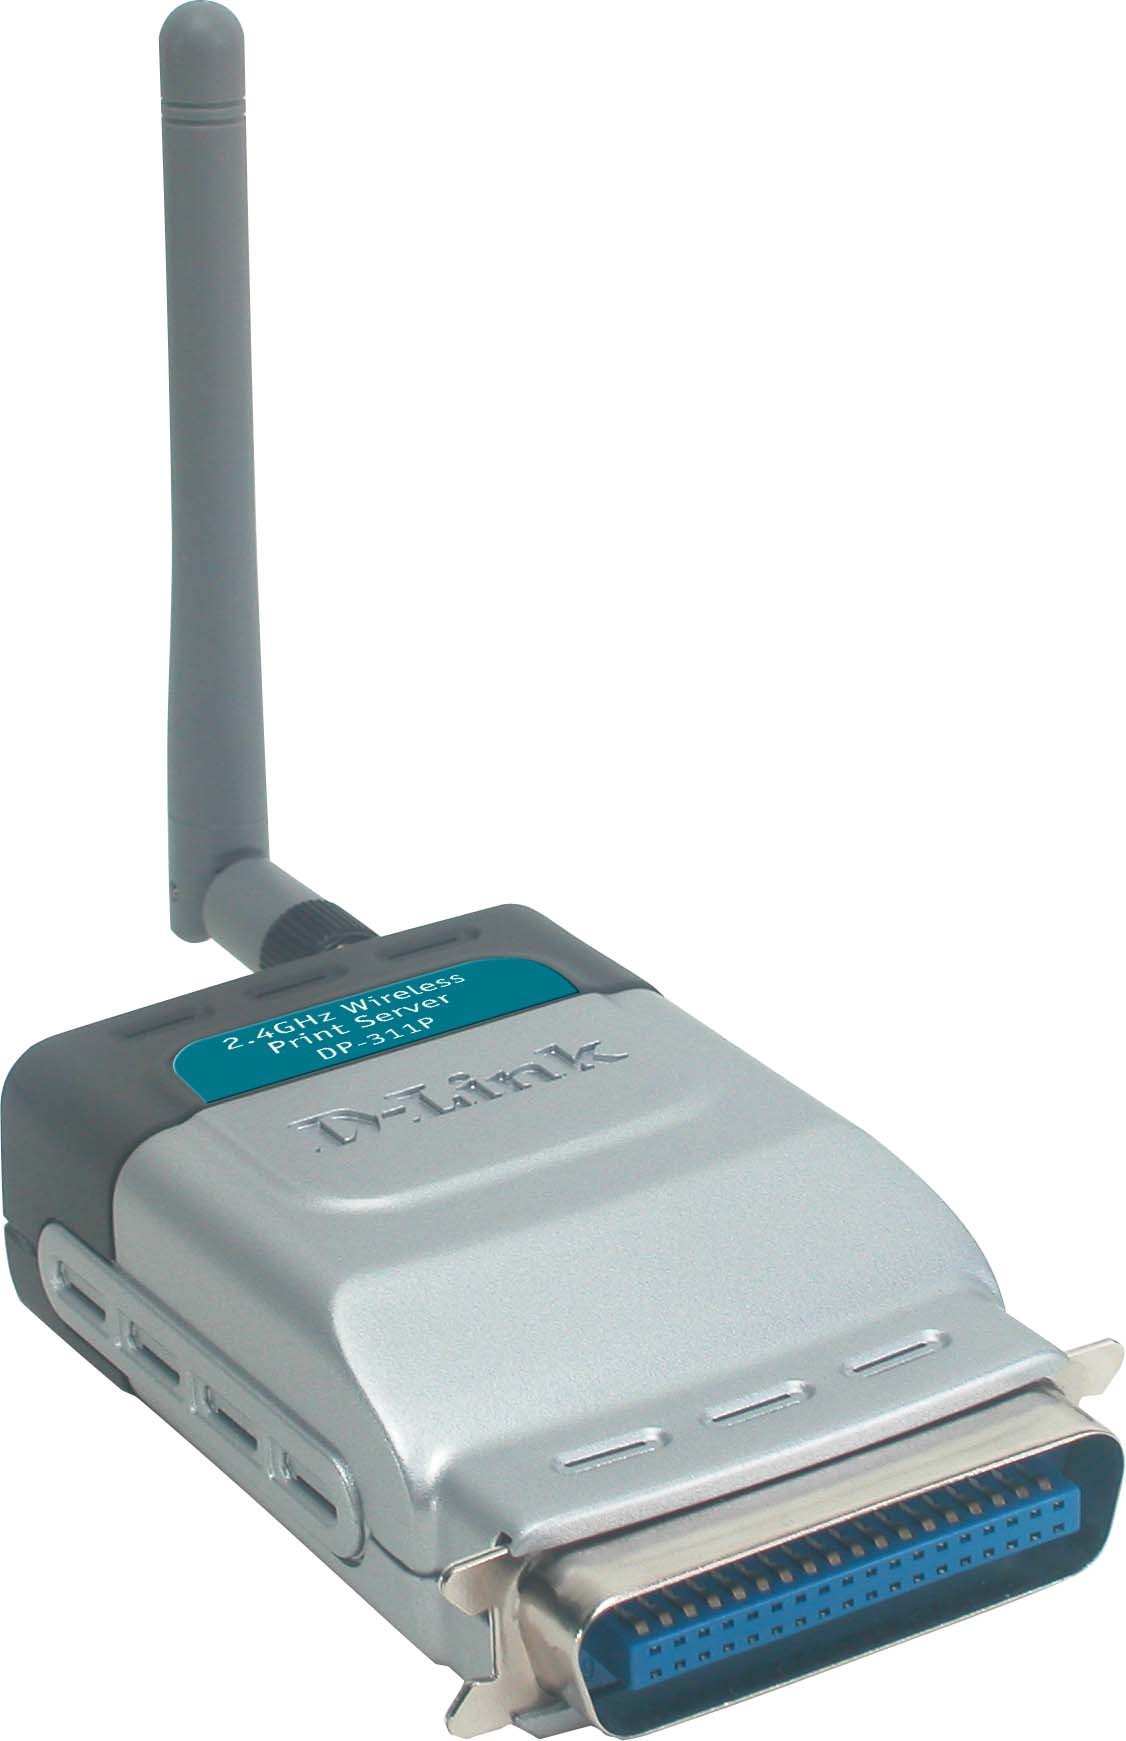 2.4GHz Wireless
Print Server
DP-311P
D-Link